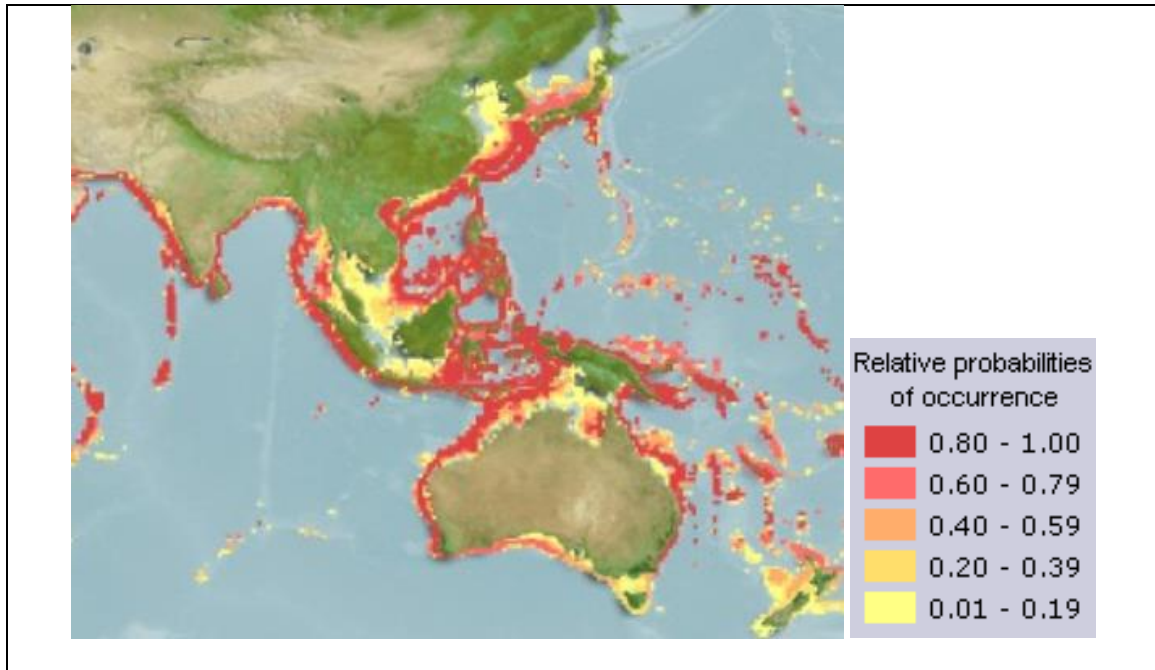 Relative probabilities
of occurrence
0.80 - 1.00
0.60 - 0.79
0.40 - 0.59
0.20 - 0.39
0.01 - 0.19